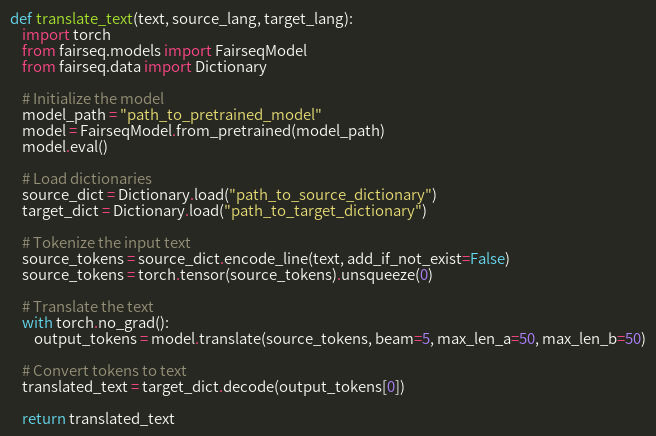 def translate_text(text, source_lang, target_lang):
    import torch
    from fairseq.models import FairseqModel
    from fairseq.data import Dictionary

    # Initialize the model
    model_path = "path_to_pretrained_model"
    model = FairseqModel.from_pretrained(model_path)
    model.eval()

    # Load dictionaries
    source_dict = Dictionary.load("path_to_source_dictionary")
    target_dict = Dictionary.load("path_to_target_dictionary")

    # Tokenize the input text
    source_tokens = source_dict.encode_line(text, add_if_not_exist=False)
    source_tokens = torch.tensor(source_tokens).unsqueeze(0)

    # Translate the text
    with torch.no_grad():
        output_tokens = model.translate(source_tokens, beam=5, max_len_a=50, max_len_b=50)

    # Convert tokens to text
    translated_text = target_dict.decode(output_tokens[0])

    return translated_text